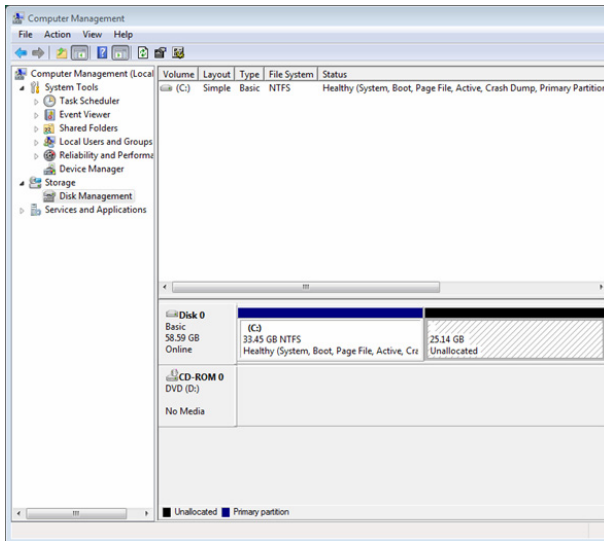 Computer Management
File Action View Help
Computer Management (Local
System Tools
Task Scheduler
Event Viewer
Shared Folders
Local Users and Groups
Reliability and Performa
Device Manager
Storage
Disk Management
Services and Applications
Volume Layout Type File System Status
(C:) Simple Basic NTFS Healthy (System, Boot, Page File, Active, Crash Dump, Primary Partition
Disk 0
Basic
58.59 GB
Online
(C:)
33.45 GB NTFS
Healthy (System, Boot, Page File, Active, Cra
25.14 GB
Unallocated
CD-ROM 0
DVD (D:)
No Media
Unallocated Primary partition